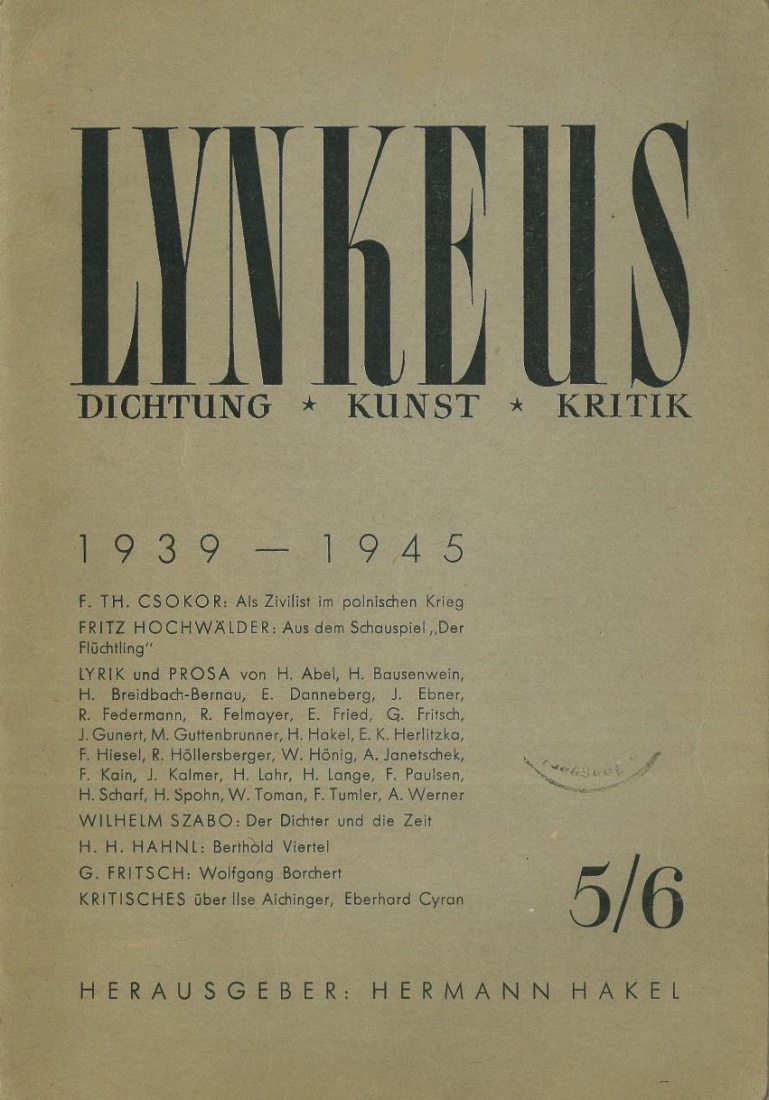 LYNKEUS
DICHTUNG ★ KUNST ★ KRITIK
1939 — 1945
F. TH. CSOKOR: Als Zivilist im polnischen Krieg
FRITZ HOCHWÄLDER: Aus dem Schauspiel „Der
Flüchtling“
LYRIK und PROSA von H. Abel, H. Bausenwein,
H. Breidbach-Bernau, E. Danneberg, J. Ebner,
R. Federmann, R. Felmayer, E. Fried, G. Fritsch,
J. Gunert, M. Guttenbrunner, H. Hakel, E. K. Herlitzka,
F. Hiesel, R. Höllersberger, W. Hönig, A. Janetschek,
F. Kain, J. Kalmer, H. Lahr, H. Lange, F. Paulsen,
H. Scharf, H. Spohn, W. Toman, F. Tumler, A. Werner
WILHELM SZABO: Der Dichter und die Zeit
H. H. HAHNL: Berthold Viertel
G. FRITSCH: Wolfgang Borchert
KRITISCHES über Ilse Aichinger, Eberhard Cyran
5/6
HERAUSGEBER: HERMANN HAKEL